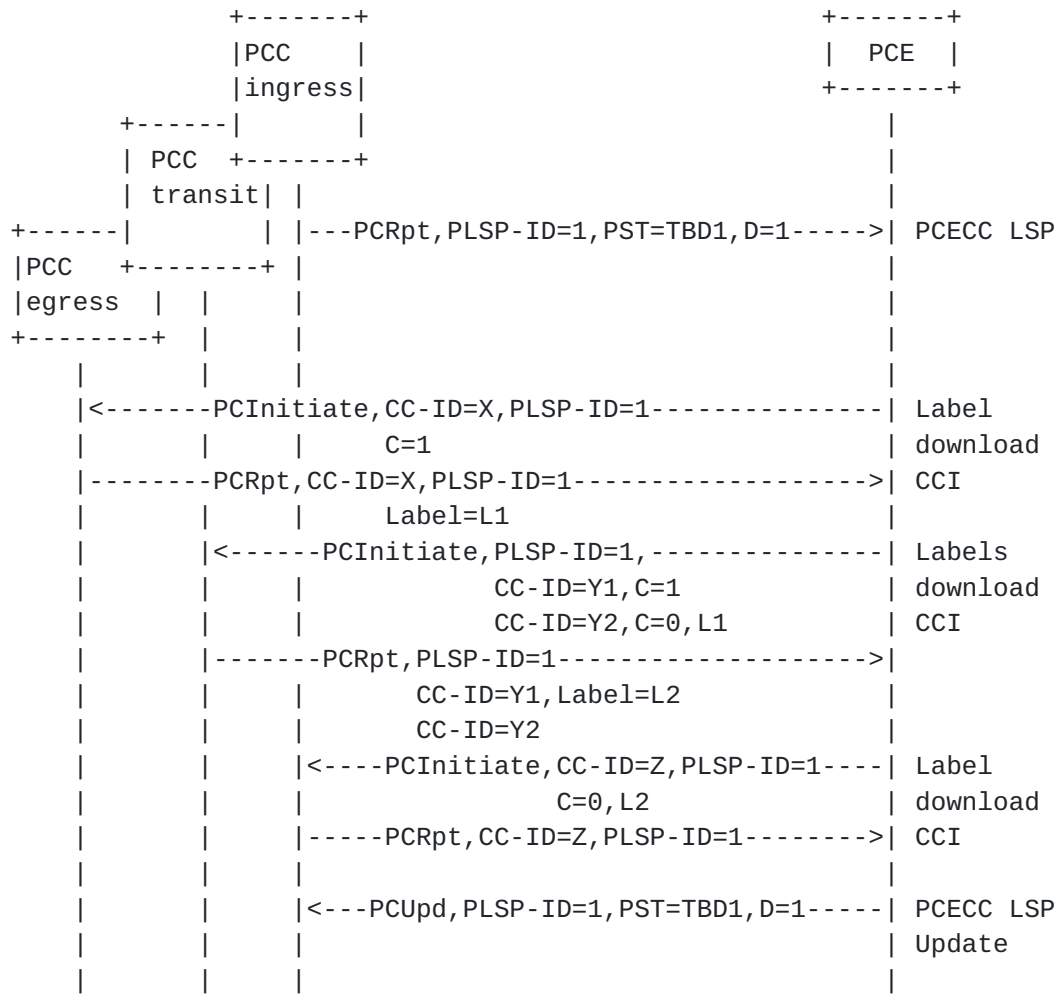 +-------+                             +-------+
                 |PCC    |                             |  PCE  |
                 |ingress|                             +-------+
          +------|       |                                 |
          | PCC  +-------+                                 |
          | transit| |                                     |
   +------|        | |---PCRpt,PLSP-ID=1,PST=TBD1,D=1----->| PCECC LSP
   |PCC   +--------+ |                                     |
   |egress  |  |     |                                     |
   +--------+  |     |                                     |
       |       |     |                                     |
       |<-------PCInitiate,CC-ID=X,PLSP-ID=1---------------| Label
       |       |     |     C=1                             | download
       |--------PCRpt,CC-ID=X,PLSP-ID=1------------------->| CCI
       |       |     |     Label=L1                        |
       |       |<------PCInitiate,PLSP-ID=1,---------------| Labels
       |       |     |            CC-ID=Y1,C=1             | download
       |       |     |            CC-ID=Y2,C=0,L1          | CCI
       |       |-------PCRpt,PLSP-ID=1-------------------->|
       |       |     |       CC-ID=Y1,Label=L2             |
       |       |     |       CC-ID=Y2                      |
       |       |     |<----PCInitiate,CC-ID=Z,PLSP-ID=1----| Label
       |       |     |                C=0,L2               | download
       |       |     |-----PCRpt,CC-ID=Z,PLSP-ID=1-------->| CCI
       |       |     |                                     |
       |       |     |<---PCUpd,PLSP-ID=1,PST=TBD1,D=1-----| PCECC LSP
       |       |     |                                     | Update
       |       |     |                                     |